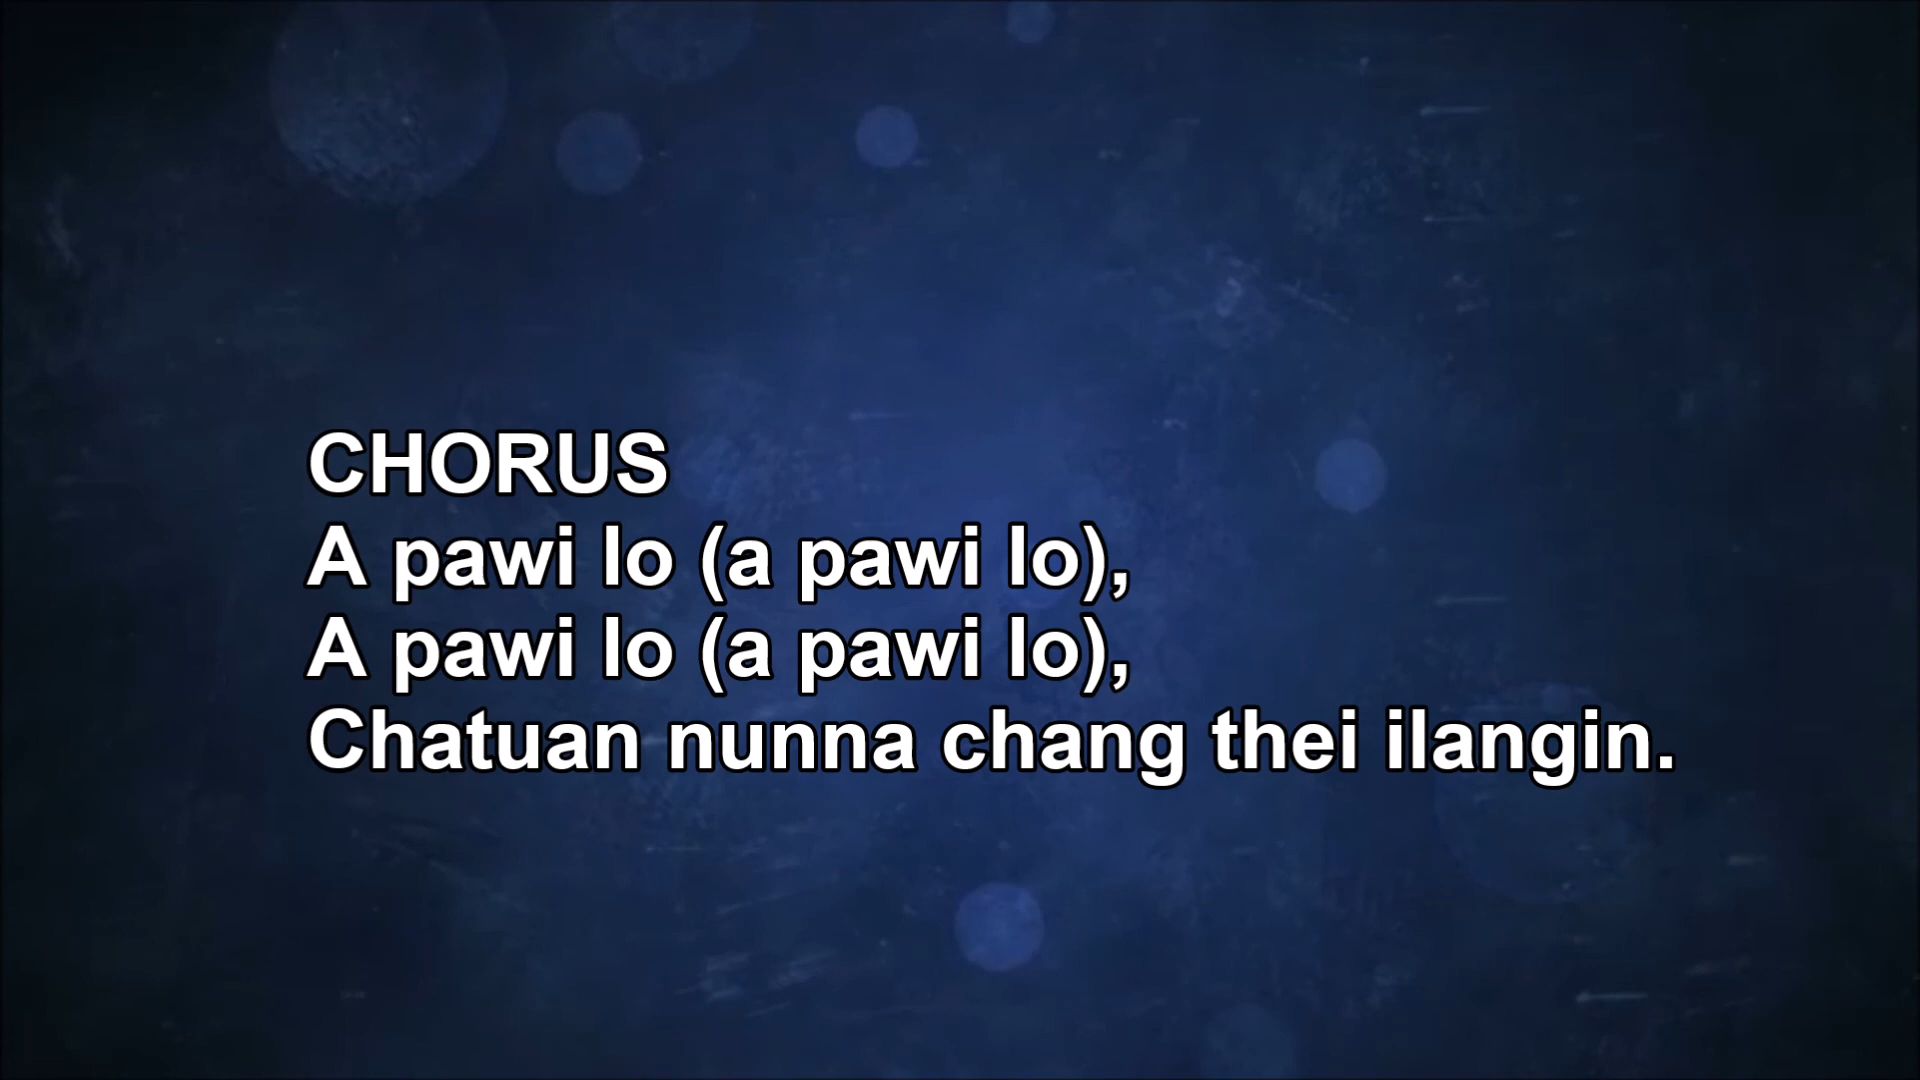 CHORUS
A pawi lo (a pawi lo),
A pawi lo (a pawi lo),
Chatuan nunna chang thei ilangin.